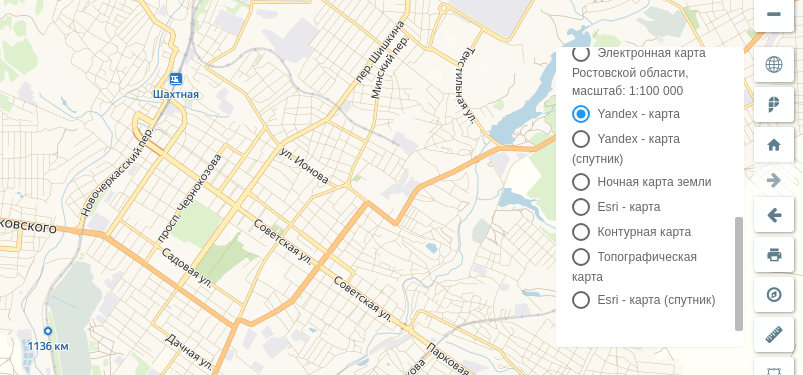 пер. Шишкина
Минский пер.
Текстильная ул.
Шахтная
ул. Ионова
Новочеркасский пер.
просп. Чернокозова
Советская ул.
Садовая ул.
Советская ул.
Дачная ул.
Парковая
1136 км
Электронная карта
Ростовской области,
масштаб: 1:100 000
Yandex - карта
Yandex - карта
(спутник)
Ночная карта земли
Esri - карта
Контурная карта
Топографическая
карта
Esri - карта (спутник)